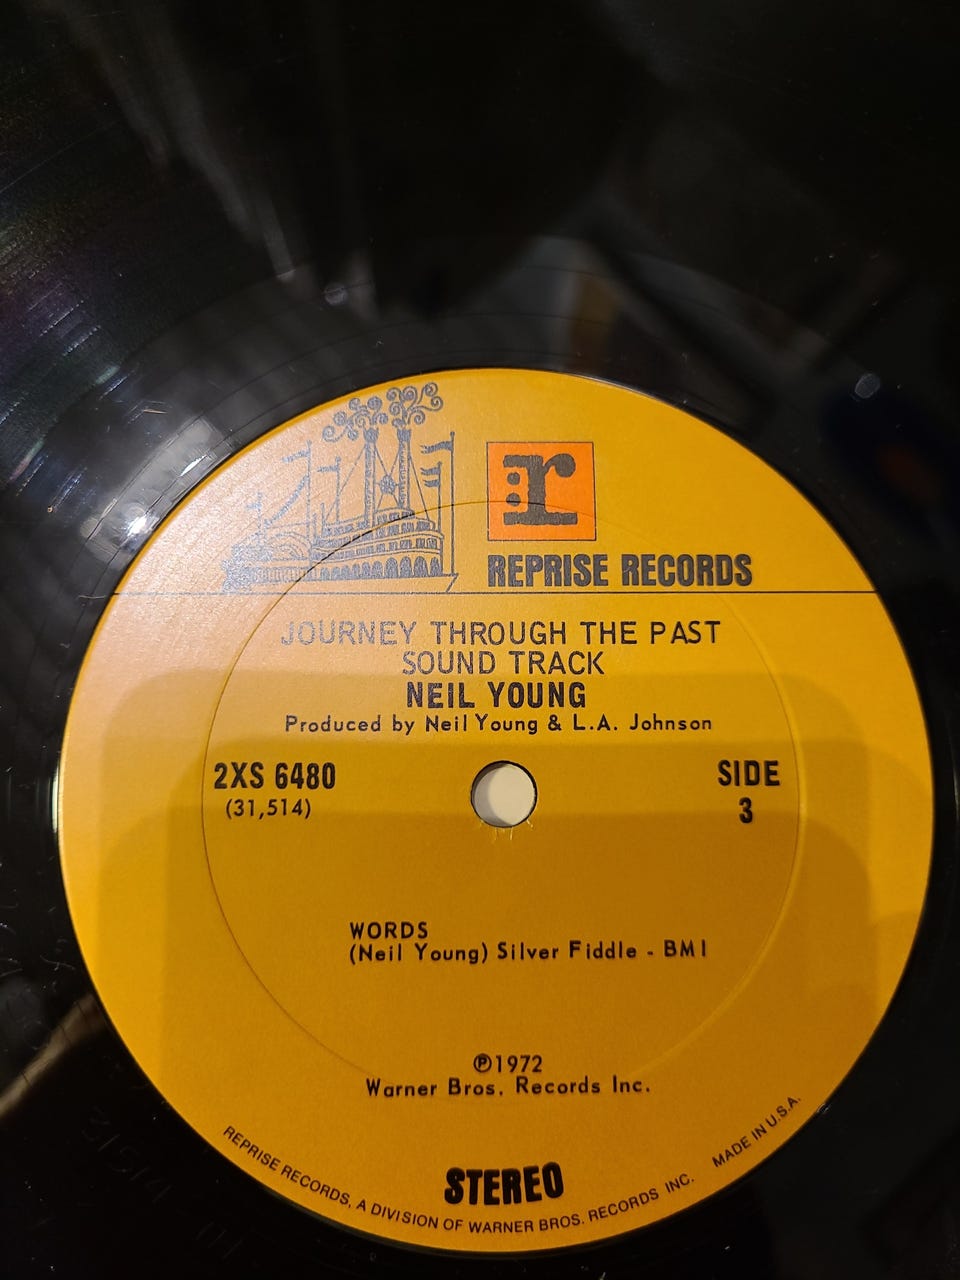 r
REPRISE RECORDS
JOURNEY THROUGH THE PAST
SOUND TRACK
NEIL YOUNG
Produced by Neil Young & L.A. Johnson
2XS 6480
(31,514)
SIDE
3
WORDS
(Neil Young) Silver Fiddle - BMI
℗1972
Warner Bros. Records Inc.
STEREO
REPRISE RECORDS, A DIVISION OF WARNER BROS. RECORDS INC. MADE IN U.S.A.